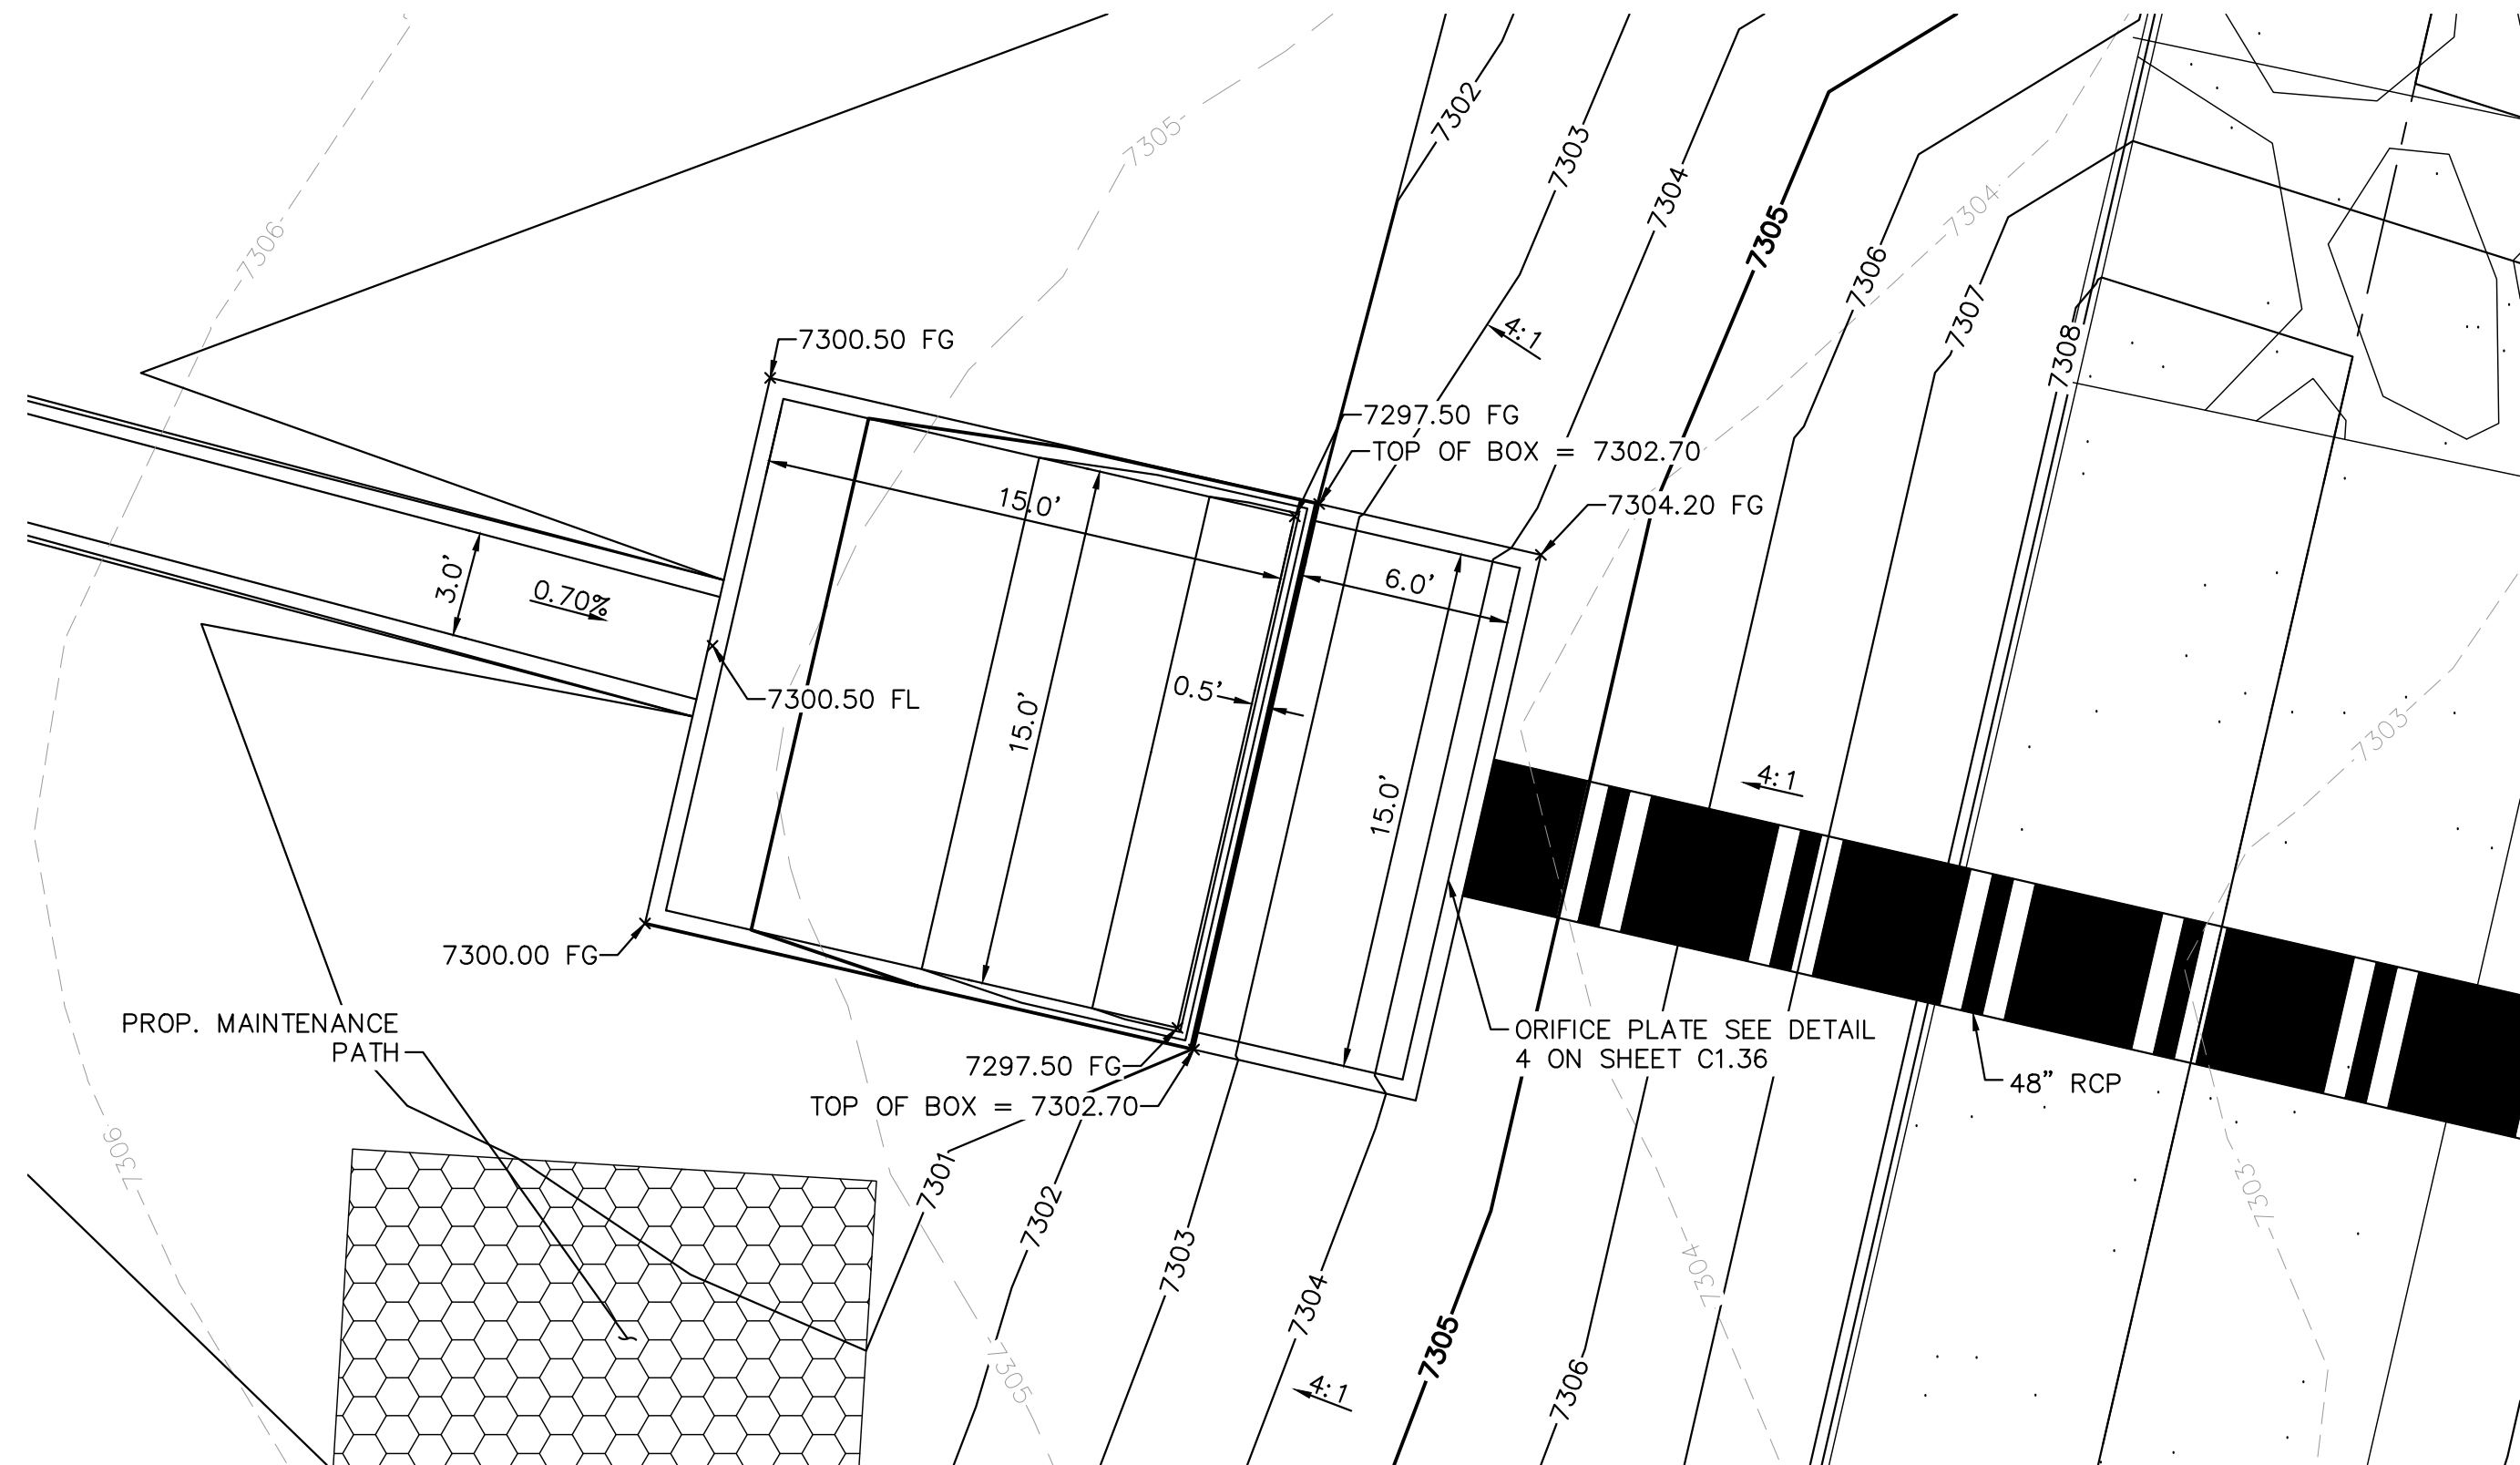 7302
7303
7304
7305
7306
7307
7308
7305
7304
7306
7303
4:1
7300.50 FG
7297.50 FG
TOP OF BOX = 7302.70
7304.20 FG
15.0'
6.0'
3.0'
0.70%
0.5'
7300.50 FL
15.0'
15.0'
4:1
7300.00 FG
PROP. MAINTENANCE
PATH
7297.50 FG
TOP OF BOX = 7302.70
ORIFICE PLATE SEE DETAIL
4 ON SHEET C1.36
48" RCP
7306
7301
7302
7303
7304
7305
7306
7305
7304
7303
4:1